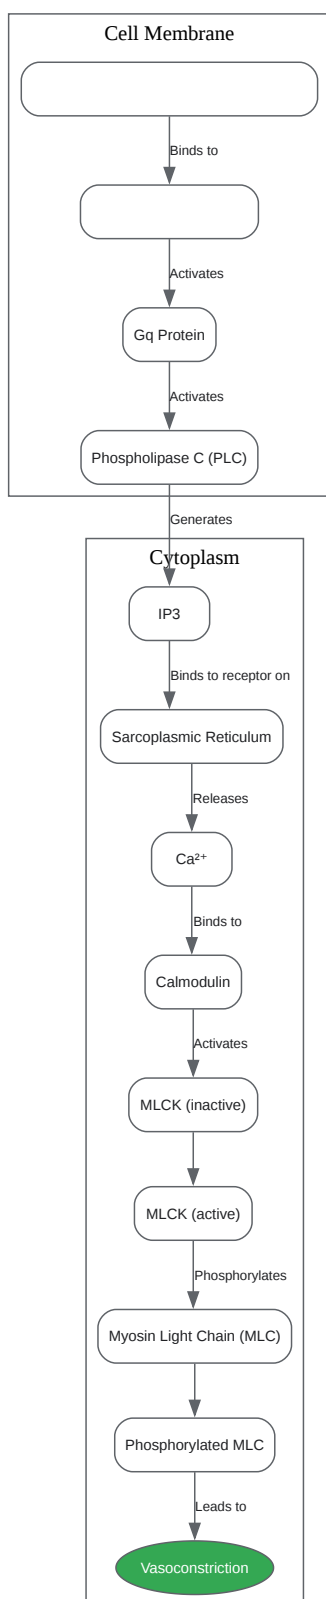 Cell Membrane
Binds to
Activates
Gq Protein
Activates
Phospholipase C (PLC)
Generates
Cytoplasm
IP3
Binds to receptor on
Sarcoplasmic Reticulum
Releases
Ca²⁺
Binds to
Calmodulin
Activates
MLCK (inactive)
MLCK (active)
Phosphorylates
Myosin Light Chain (MLC)
Phosphorylated MLC
Leads to
Vasoconstriction